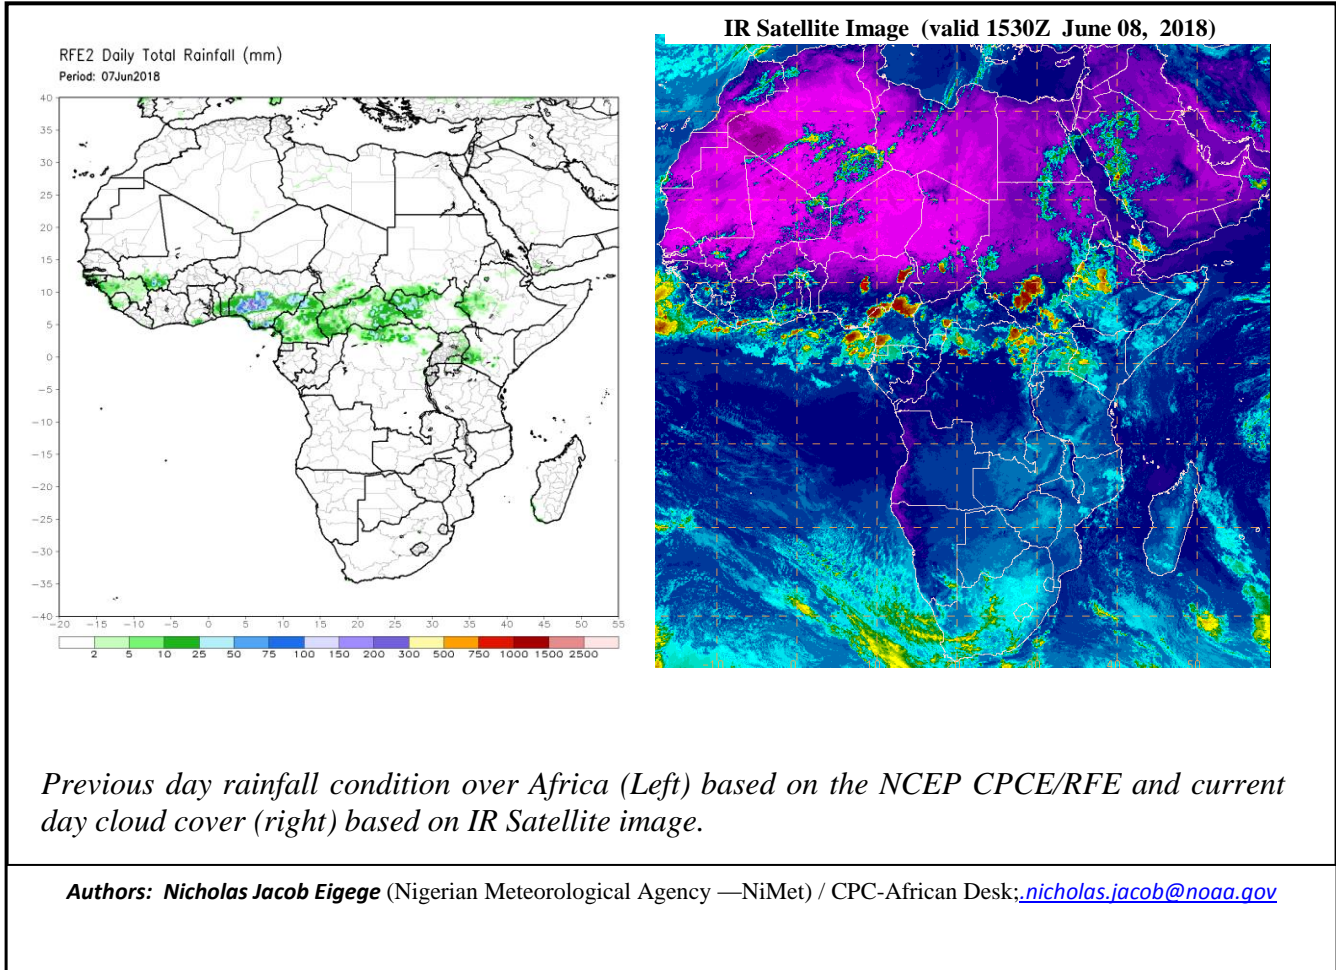 IR Satellite Image (valid 1530Z June 08, 2018)
RFE2 Daily Total Rainfall (mm)
Period: 07Jun2018
40
35
30
25
20
15
10
5
0
−5
−10
−15
−20
−25
−30
−35
−40
−20 −15 −10 −5 0 5 10 15 20 25 30 35 40 45 50 55
2 5 10 25 50 75 100 150 200 300 500 750 1000 1500 2500
Previous day rainfall condition over Africa (Left) based on the NCEP CPCE/RFE and current
day cloud cover (right) based on IR Satellite image.
Authors: Nicholas Jacob Eigege (Nigerian Meteorological Agency —NiMet) / CPC-African Desk;.nicholas.jacob@noaa.gov